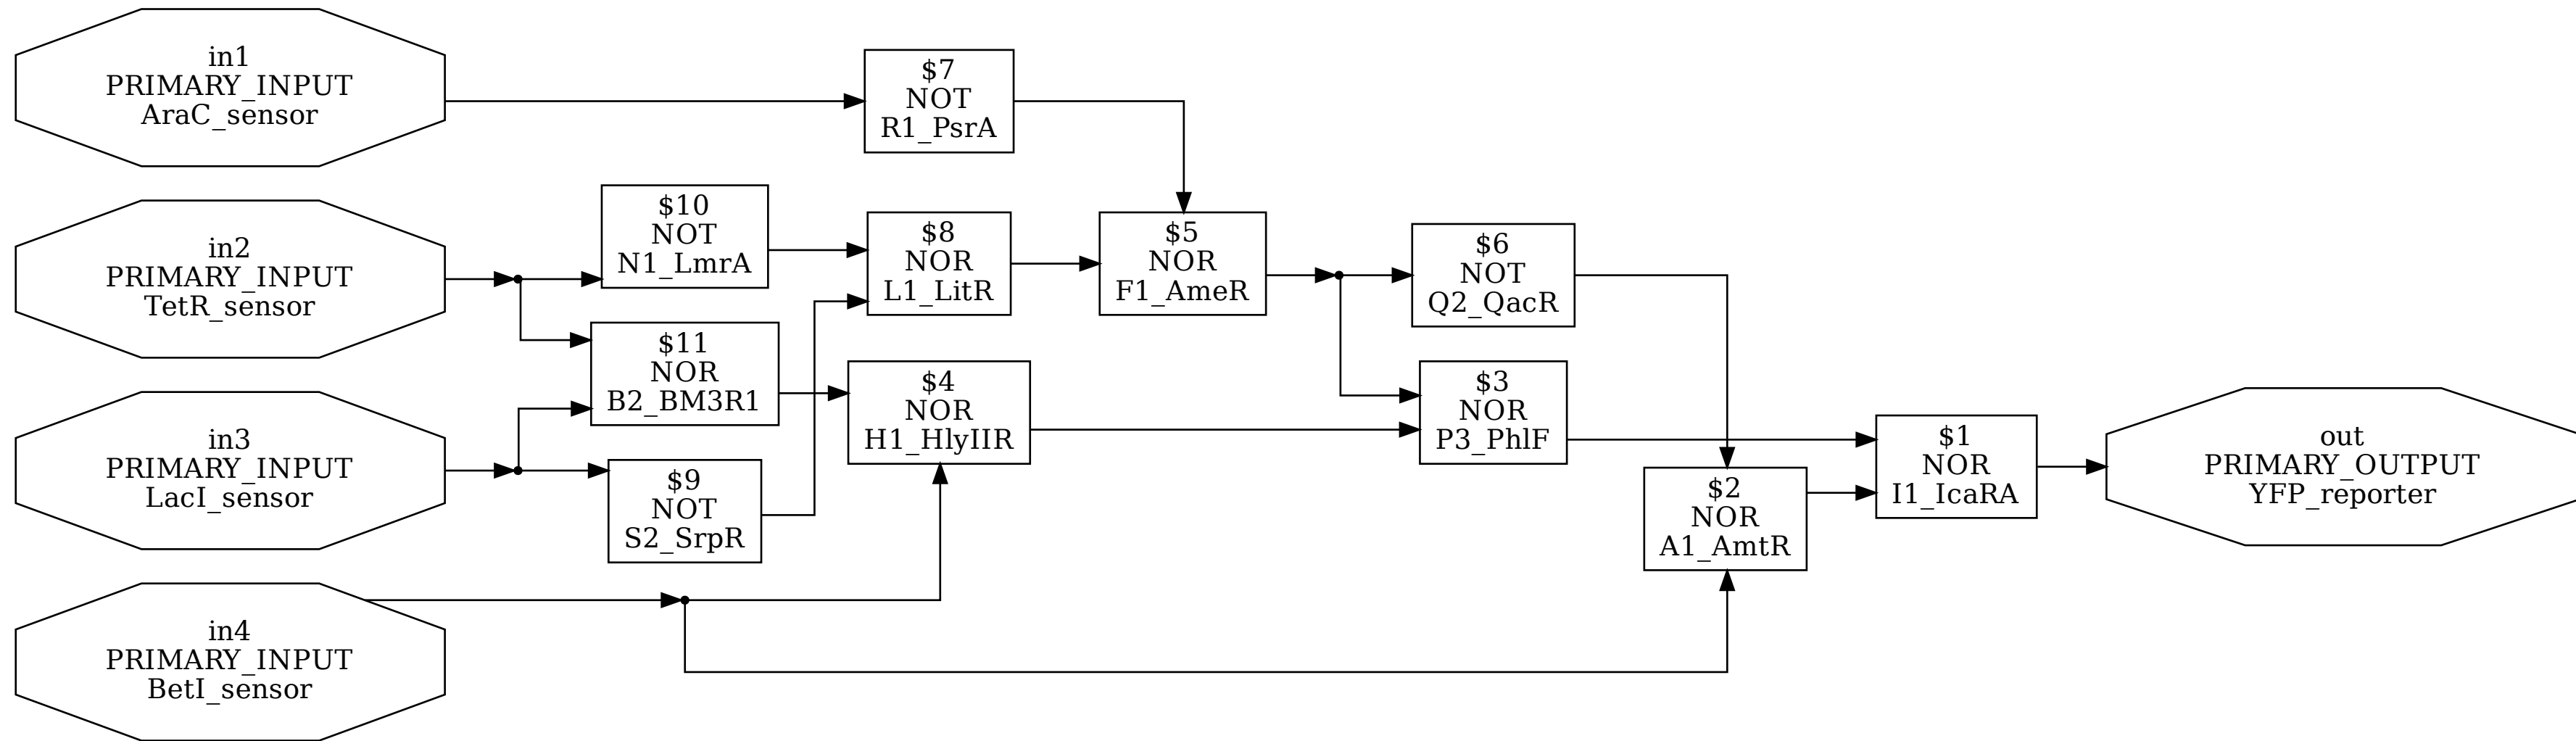 in1
PRIMARY_INPUT
AraC_sensor
$7
NOT
R1_PsrA
in2
PRIMARY_INPUT
TetR_sensor
$10
NOT
N1_LmrA
$8
NOR
L1_LitR
$5
NOR
F1_AmeR
$6
NOT
Q2_QacR
$11
NOR
B2_BM3R1
$4
NOR
H1_HlyIIR
$3
NOR
P3_PhlF
in3
PRIMARY_INPUT
LacI_sensor
$9
NOT
S2_SrpR
$2
NOR
A1_AmtR
$1
NOR
I1_IcaRA
out
PRIMARY_OUTPUT
YFP_reporter
in4
PRIMARY_INPUT
BetI_sensor